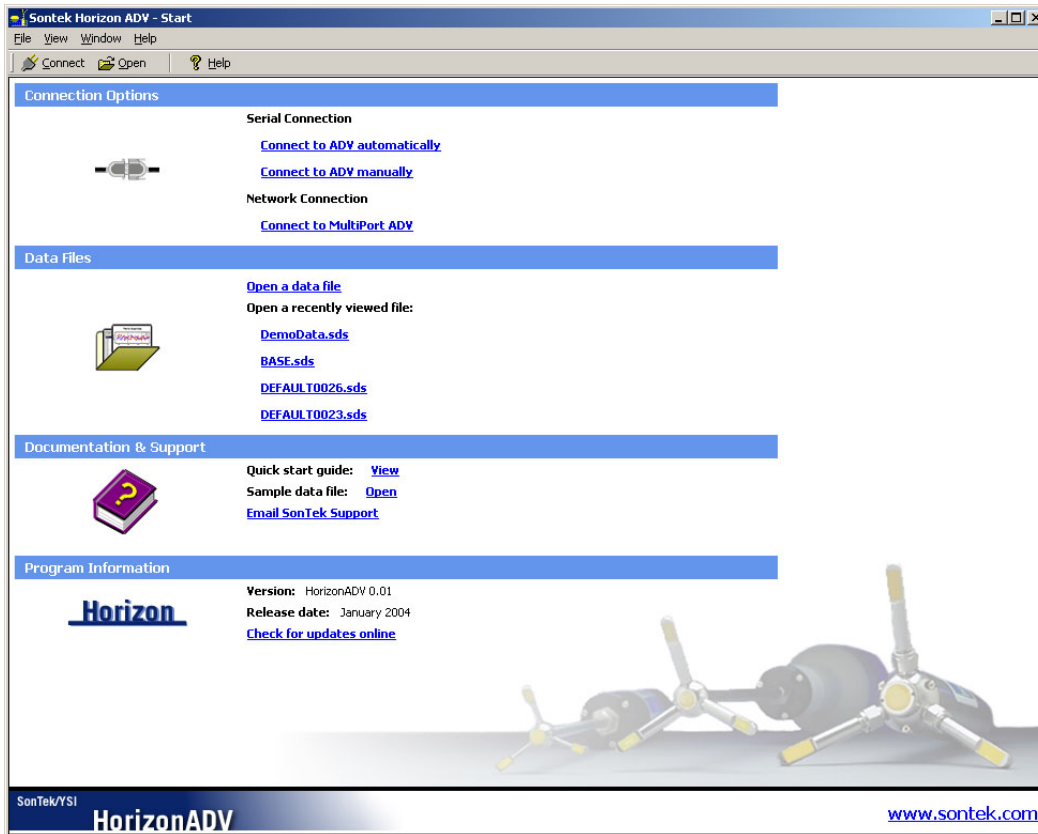 Sontek Horizon ADV - Start
File View Window Help
Connect Open Help
Connection Options
Serial Connection
Connect to ADV automatically
Connect to ADV manually
Network Connection
Connect to MultiPort ADV
Data Files
Open a data file
Open a recently viewed file:
DemoData.sds
BASE.sds
DEFAULT0026.sds
DEFAULT0023.sds
Documentation & Support
Quick start guide: View
Sample data file: Open
Email SonTek Support
Program Information
Horizon
Version: HorizonADV 0.01
Release date: January 2004
Check for updates online
SonTek/YSI
HorizonADV
www.sontek.com